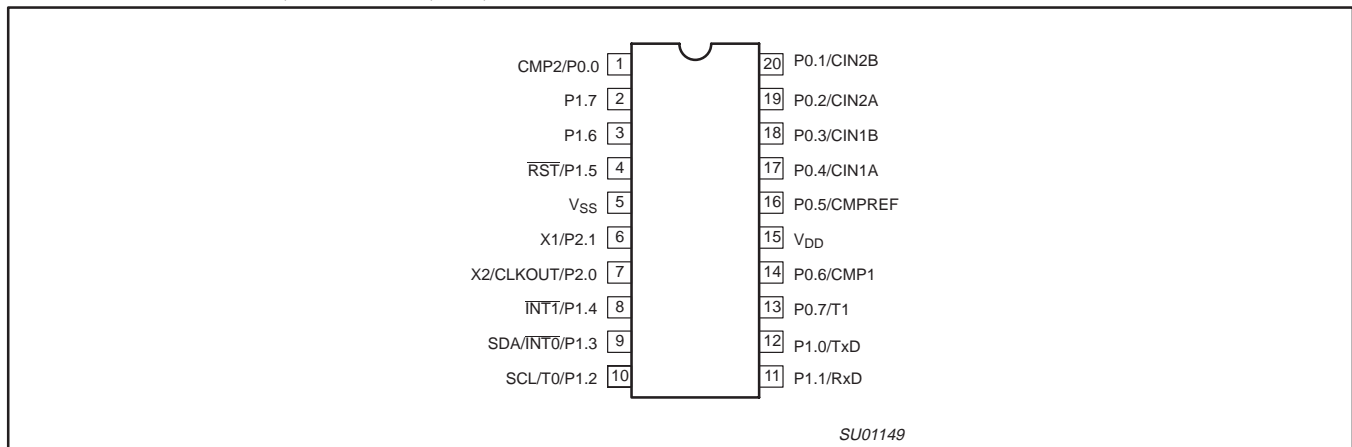 CMP2/P0.0 1 20 P0.1/CIN2B
P1.7 2 19 P0.2/CIN2A
P1.6 3 18 P0.3/CIN1B
R̅S̅T̅/P1.5 4 17 P0.4/CIN1A
VSS 5 16 P0.5/CMPREF
X1/P2.1 6 15 VDD
X2/CLKOUT/P2.0 7 14 P0.6/CMP1
I̅N̅T̅1̅/P1.4 8 13 P0.7/T1
SDA/I̅N̅T̅0̅/P1.3 9 12 P1.0/TxD
SCL/T0/P1.2 10 11 P1.1/RxD
SU01149